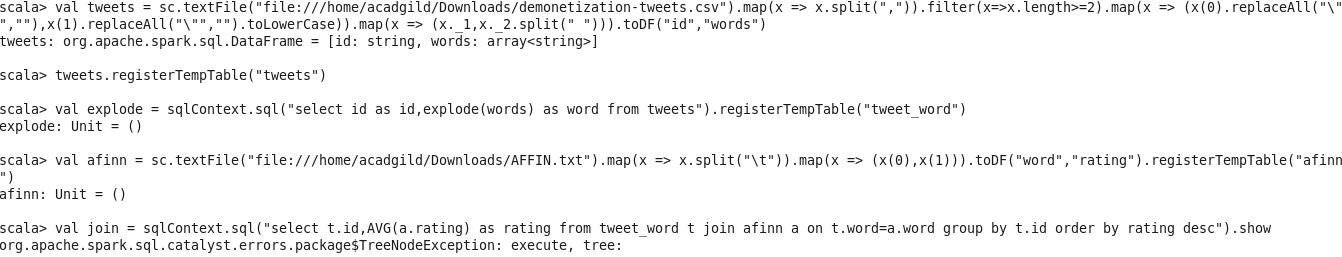 scala> val tweets = sc.textFile("file:///home/acadgild/Downloads/demonetization-tweets.csv").map(x => x.split(",")).filter(x=>x.length>=2).map(x => (x(0).replaceAll("\"
",""),x(1).replaceAll("\"","").toLowerCase)).map(x => (x._1,x._2.split(" "))).toDF("id","words")
tweets: org.apache.spark.sql.DataFrame = [id: string, words: array<string>]
scala> tweets.registerTempTable("tweets")
scala> val explode = sqlContext.sql("select id as id,explode(words) as word from tweets").registerTempTable("tweet_word")
explode: Unit = ()
scala> val afinn = sc.textFile("file:///home/acadgild/Downloads/AFFIN.txt").map(x => x.split("\t")).map(x => (x(0),x(1))).toDF("word","rating").registerTempTable("afinn
")
afinn: Unit = ()
scala> val join = sqlContext.sql("select t.id,AVG(a.rating) as rating from tweet_word t join afinn a on t.word=a.word group by t.id order by rating desc").show
org.apache.spark.sql.catalyst.errors.package$TreeNodeException: execute, tree: